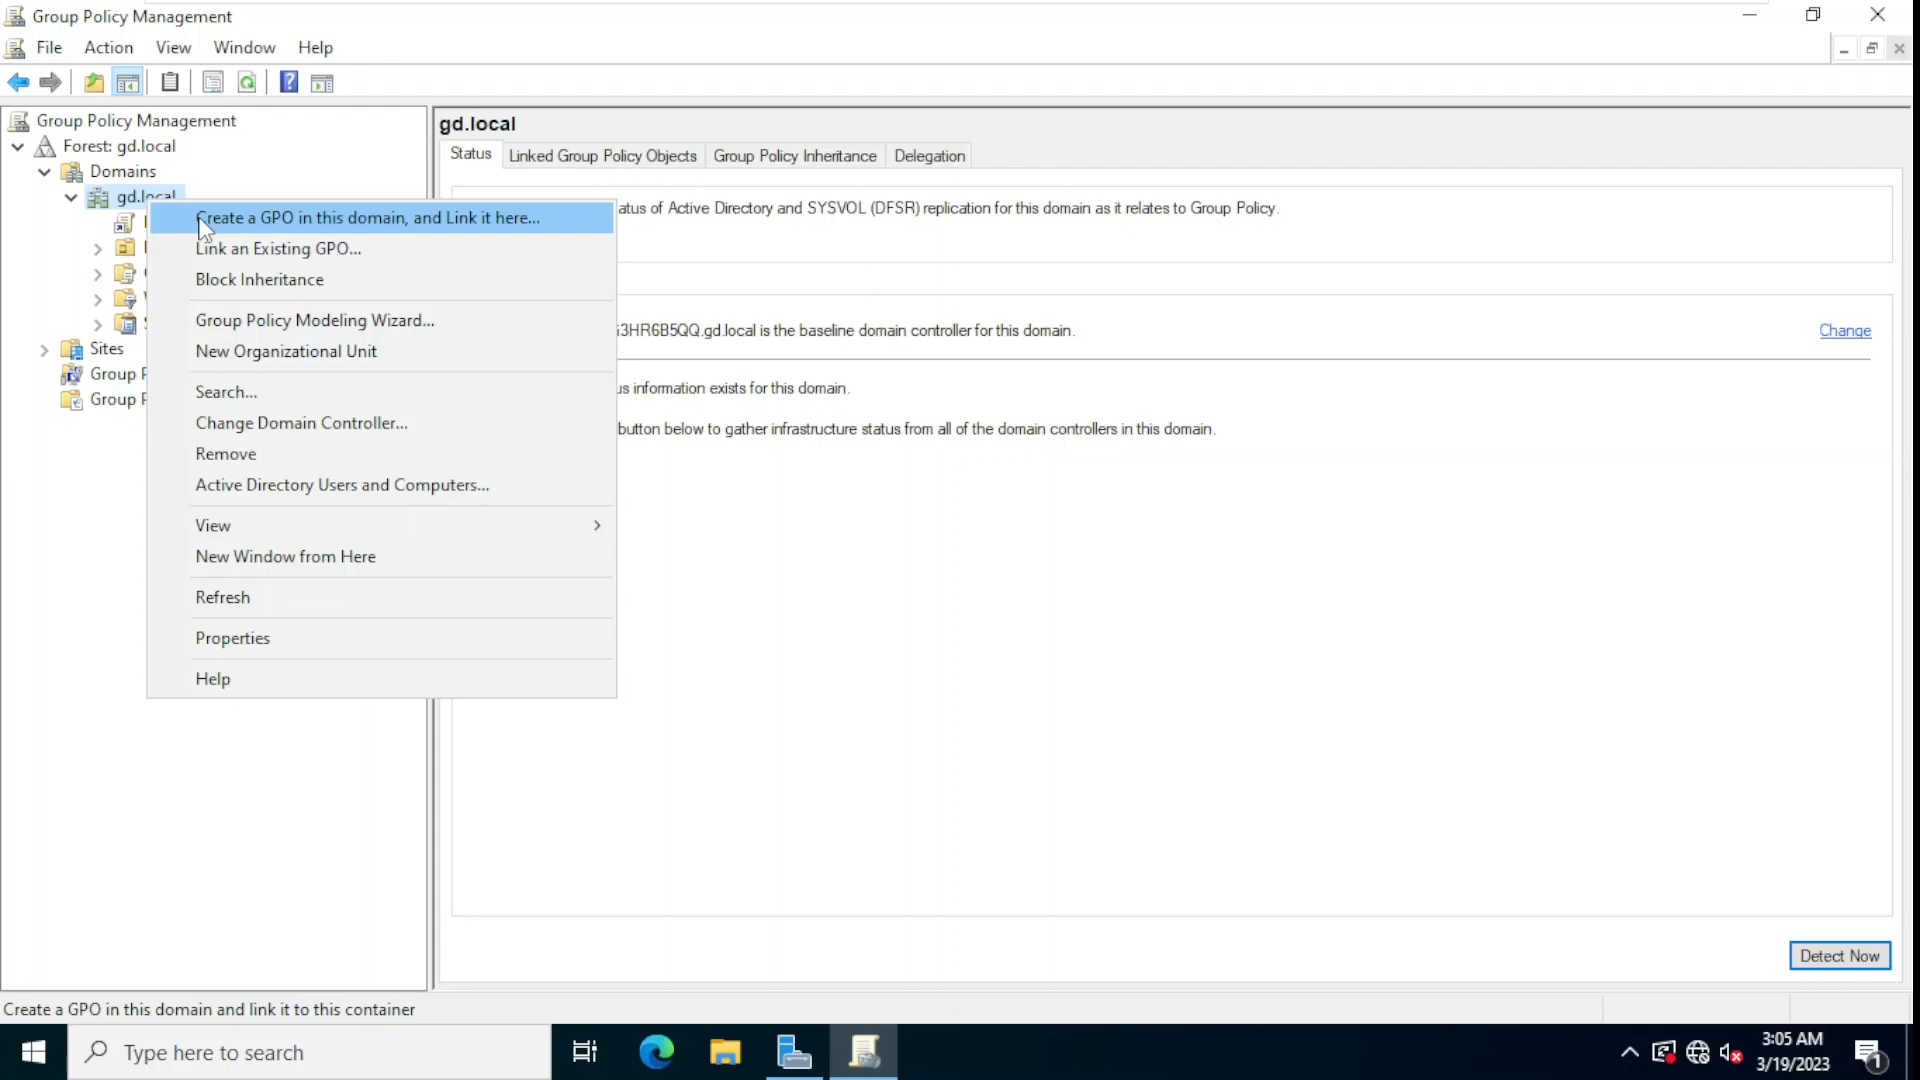 Group Policy Management
File Action View Window Help
Group Policy Management
Forest: gd.local
Domains
gd.local
Sites
Group P
Group P
Create a GPO in this domain, and Link it here...
Link an Existing GPO...
Block Inheritance
Group Policy Modeling Wizard...
New Organizational Unit
Search...
Change Domain Controller...
Remove
Active Directory Users and Computers...
View
New Window from Here
Refresh
Properties
Help
gd.local
Status Linked Group Policy Objects Group Policy Inheritance Delegation
atus of Active Directory and SYSVOL (DFSR) replication for this domain as it relates to Group Policy.
3HR6B5QQ.gd.local is the baseline domain controller for this domain. Change
us information exists for this domain.
button below to gather infrastructure status from all of the domain controllers in this domain.
Detect Now
Create a GPO in this domain and link it to this container
Type here to search
3:05 AM
3/19/2023
1